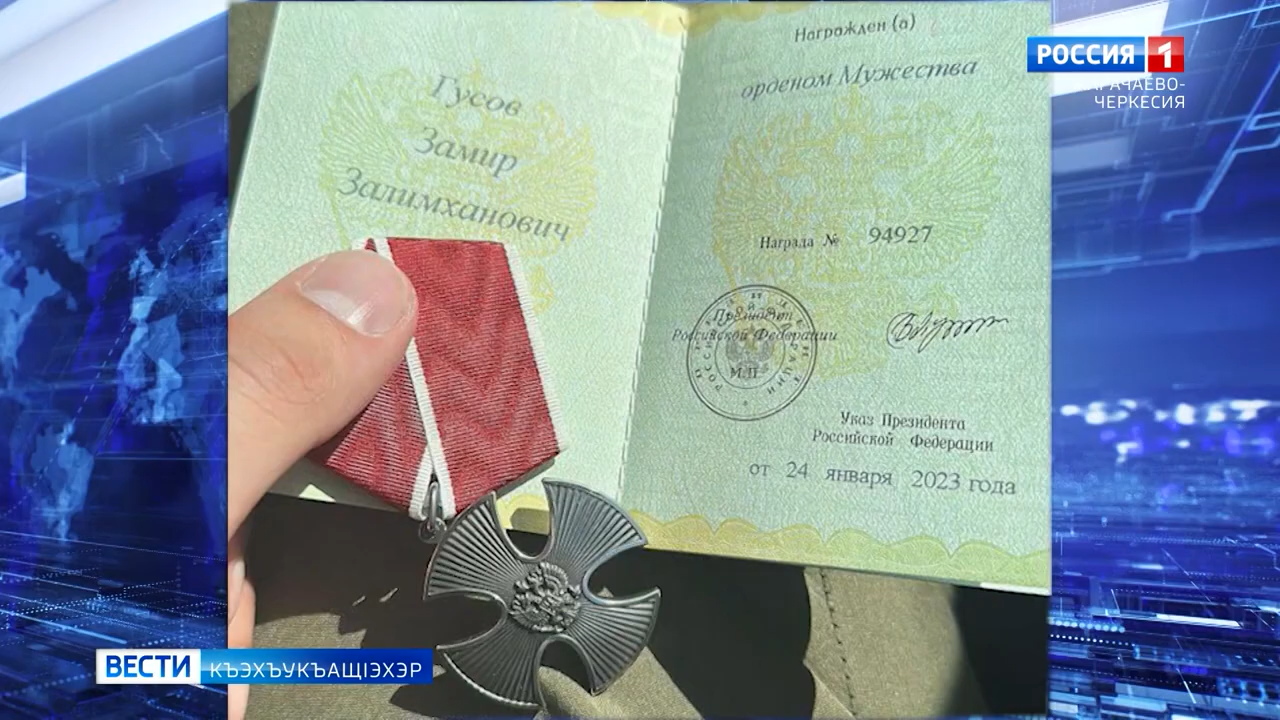 Гусов
Замир
Залимханович
Награжден (а)
орденом Мужества
Награда № 94927
Президент
Российской Федерации
М.П.
Указ Президента
Российской Федерации
от 24 января 2023 года
РОССИЯ 1
КАРАЧАЕВО-
ЧЕРКЕСИЯ
ВЕСТИ КЪЭХЪУКЪАЩIЭХЭР